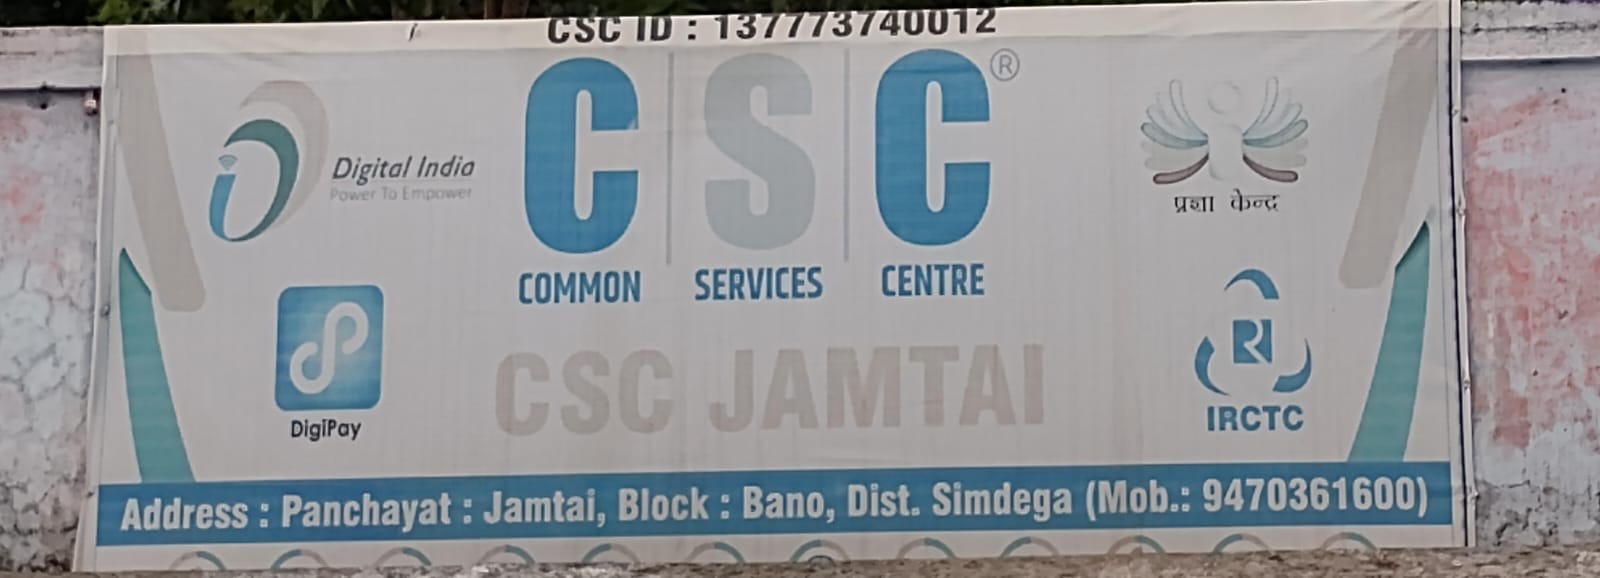 CSC ID : 137773740012
C S C ®
COMMON SERVICES CENTRE
Digital India
Power To Empower
प्रज्ञा केन्द्र
DigiPay
CSC JAMTAI
IRCTC
Address : Panchayat : Jamtai, Block : Bano, Dist. Simdega (Mob.: 9470361600)